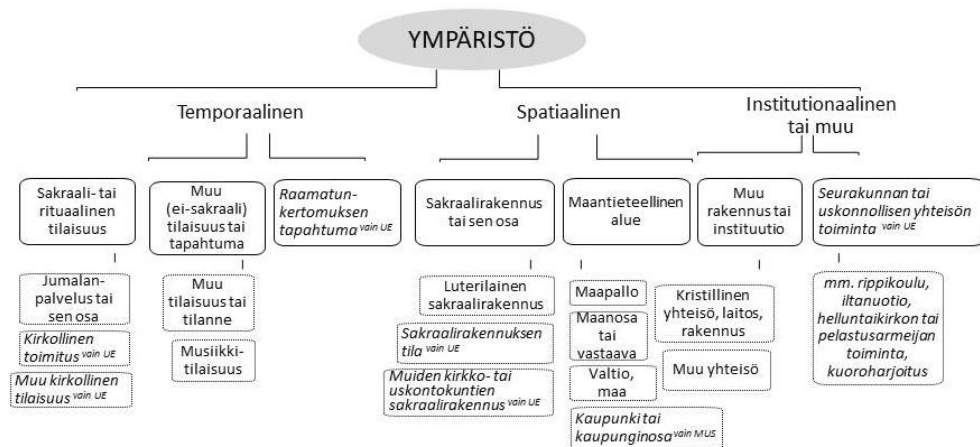 YMPÄRISTÖ
Temporaalinen
Spatiaalinen
Institutionaalinen
tai muu
Sakraali- tai
rituaalinen
tilaisuus
Muu
(ei-sakraali)
tilaisuus tai
tapahtuma
Raamatun-
kertomuksen
tapahtuma vain UE
Sakraalirakennus
tai sen osa
Maantieteellinen
alue
Muu
rakennus tai
instituutio
Seurakunnan tai
uskonnollisen yhteisön
toiminta vain UE
Jumalan-
palvelus tai
sen osa
Kirkollinen
toimitus vain UE
Muu kirkollinen
tilaisuus vain UE
Muu
tilaisuus tai
tilanne
Musiikki-
tilaisuus
Luterilainen
sakraalirakennus
Sakraalirakennuksen
tila vain UE
Muiden kirkko- tai
uskontokuntien
sakraalirakennus vain UE
Maapallo
Maanosa
tai
vastaava
Valtio,
maa
Kaupunki tai
kaupunginosa vain MUS
Kristillinen
yhteisö, laitos,
rakennus
Muu yhteisö
mm. rippikoulu,
iltanuotio,
helluntaikirkon tai
pelastusarmeijan
toiminta,
kuoroharjoitus